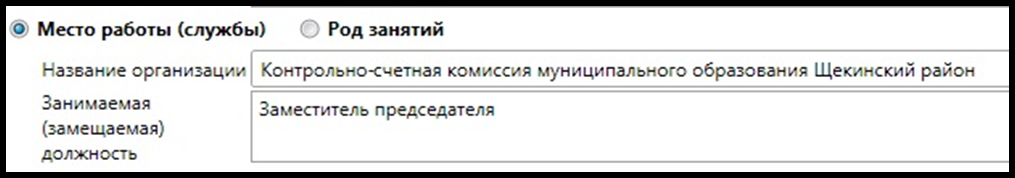 Место работы (службы) Род занятий
Название организации Контрольно-счетная комиссия муниципального образования Щекинский район
Занимаемая (замещаемая) должность
Заместитель председателя